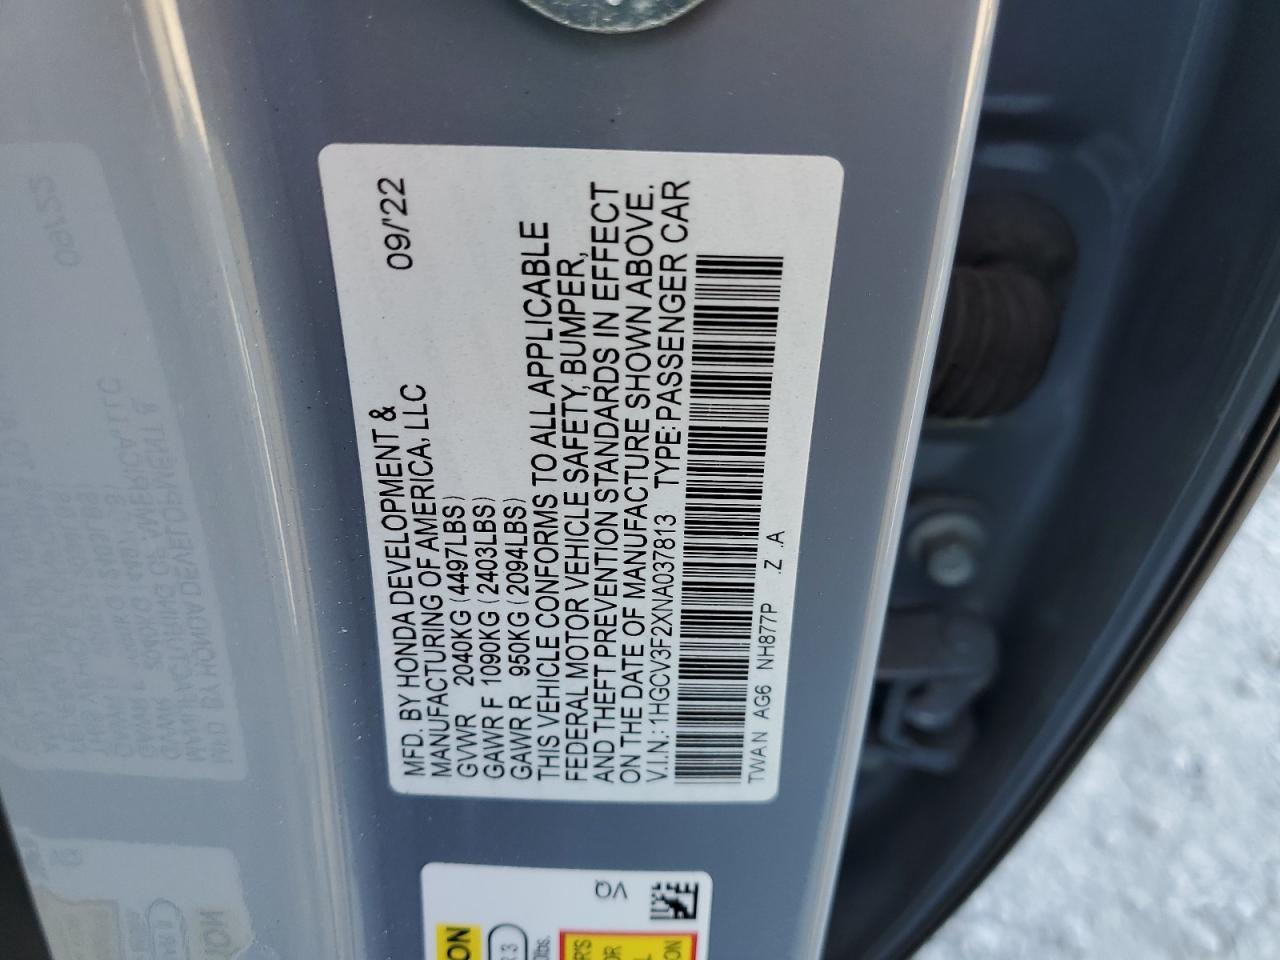 MFD. BY HONDA DEVELOPMENT &
MANUFACTURING OF AMERICA, LLC 09/'22
GVWR 2040KG (4497LBS)
GAWR F 1090KG (2403LBS)
GAWR R 950KG (2094LBS)
THIS VEHICLE CONFORMS TO ALL APPLICABLE
FEDERAL MOTOR VEHICLE SAFETY, BUMPER,
AND THEFT PREVENTION STANDARDS IN EFFECT
ON THE DATE OF MANUFACTURE SHOWN ABOVE.
V.I.N.: 1HGCV3F2XNA037813 TYPE: PASSENGER CAR
TWAN AG6 NH877P .Z .A
VQ